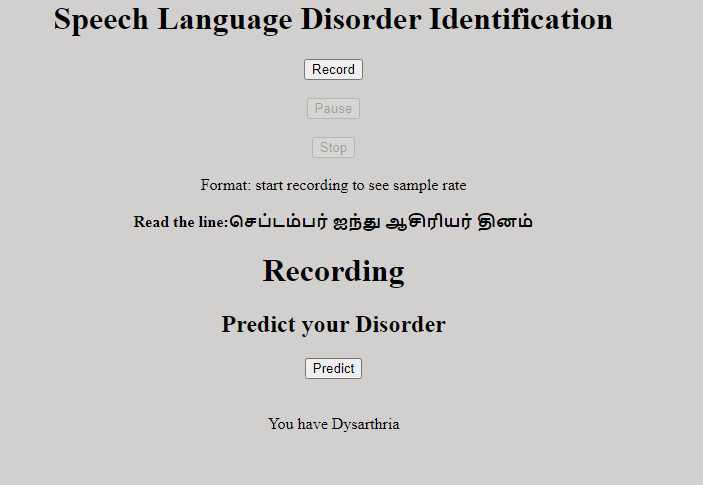 Speech Language Disorder Identification
Record
Pause
Stop
Format: start recording to see sample rate
Read the line:செப்டம்பர் ஐந்து ஆசிரியர் தினம்
Recording
Predict your Disorder
Predict
You have Dysarthria